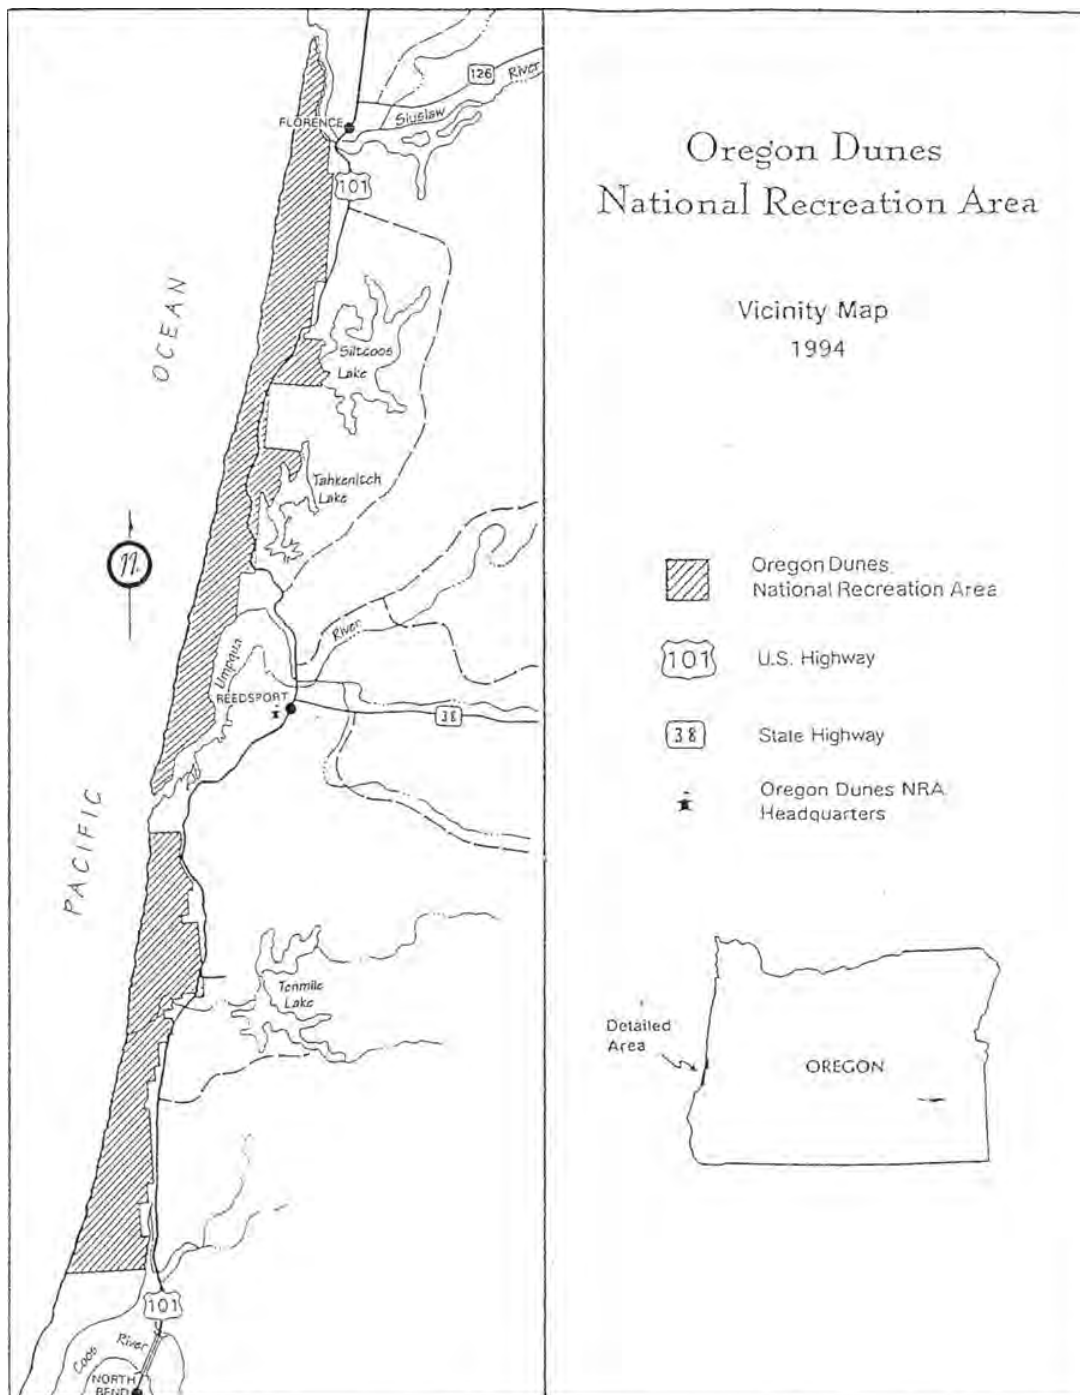 126
River
FLORENCE
Siuslaw
101
OCEAN
Siltcoos
Lake
Tahkenitch
Lake
n.
River
Umpqua
REEDSPORT
38
PACIFIC
Tenmile
Lake
101
Coos River
NORTH
BEND
Oregon Dunes
National Recreation Area
Vicinity Map
1994
Oregon Dunes
National Recreation Area
101
U.S. Highway
38
State Highway
Oregon Dunes NRA
Headquarters
Detailed
Area
OREGON